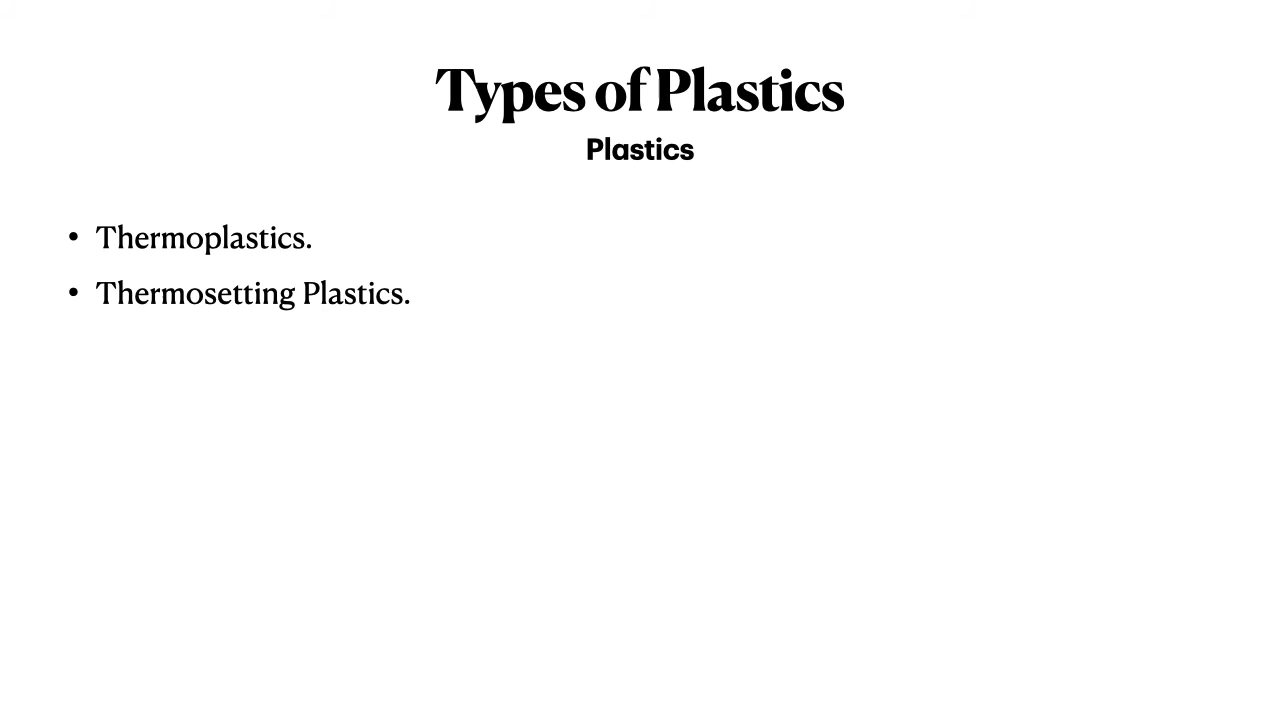 Types of Plastics
Plastics
• Thermoplastics.
• Thermosetting Plastics.